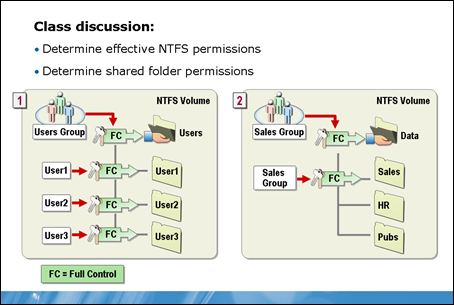 Class discussion:
• Determine effective NTFS permissions
• Determine shared folder permissions
1
NTFS Volume
Users Group
FC
Users
User1
FC
User1
User2
FC
User2
User3
FC
User3
2
NTFS Volume
Sales Group
FC
Data
Sales
Group
FC
Sales
HR
Pubs
FC = Full Control